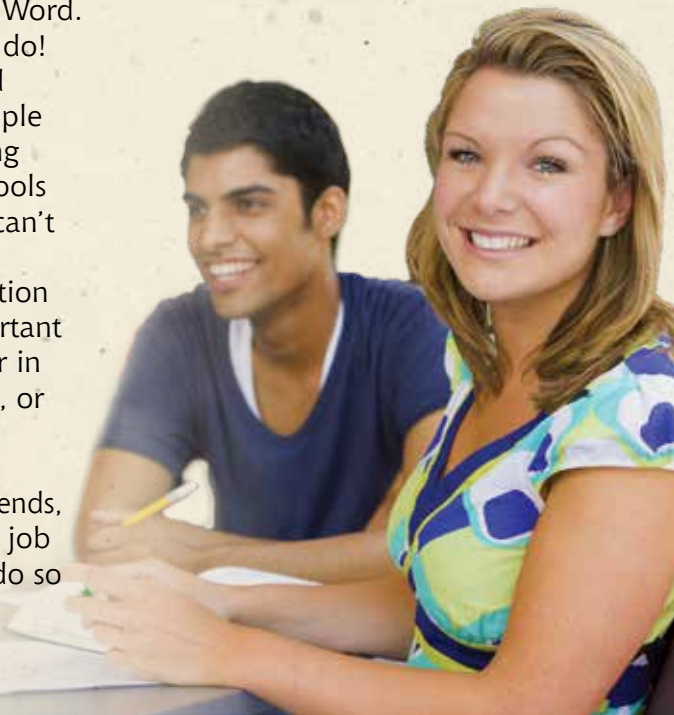 Word.
do!
ple
ng
ools
can't
tion
rtant
r in
, or
ends,
job
do so